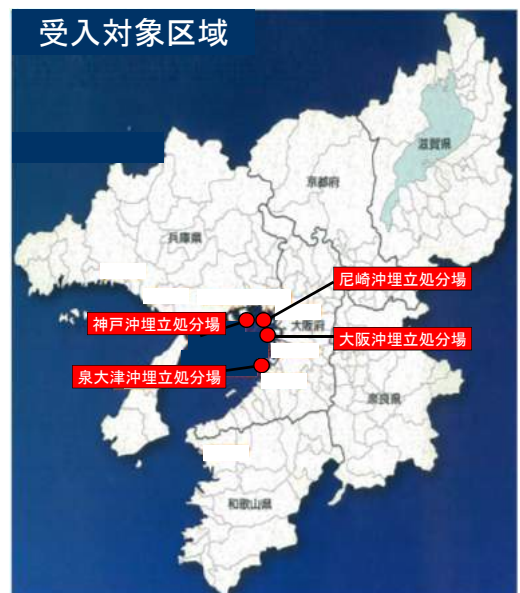 受入対象区域
滋賀県
京都府
兵庫県
尼崎沖埋立処分場
神戸沖埋立処分場
大阪府
大阪沖埋立処分場
泉大津沖埋立処分場
奈良県
和歌山県